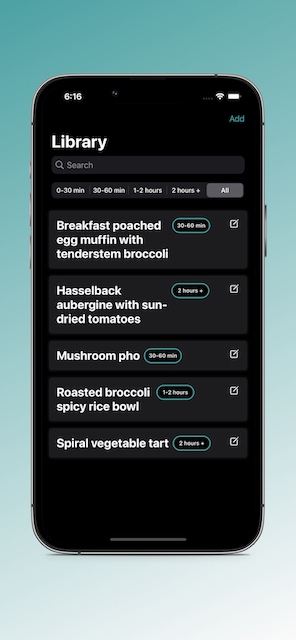 6:16
Add
Library
Search
0-30 min 30-60 min 1-2 hours 2 hours + All
Breakfast poached 30-60 min
egg muffin with
tenderstem broccoli
Hasselback 2 hours +
aubergine with sun-
dried tomatoes
Mushroom pho 30-60 min
Roasted broccoli 1-2 hours
spicy rice bowl
Spiral vegetable tart 2 hours +